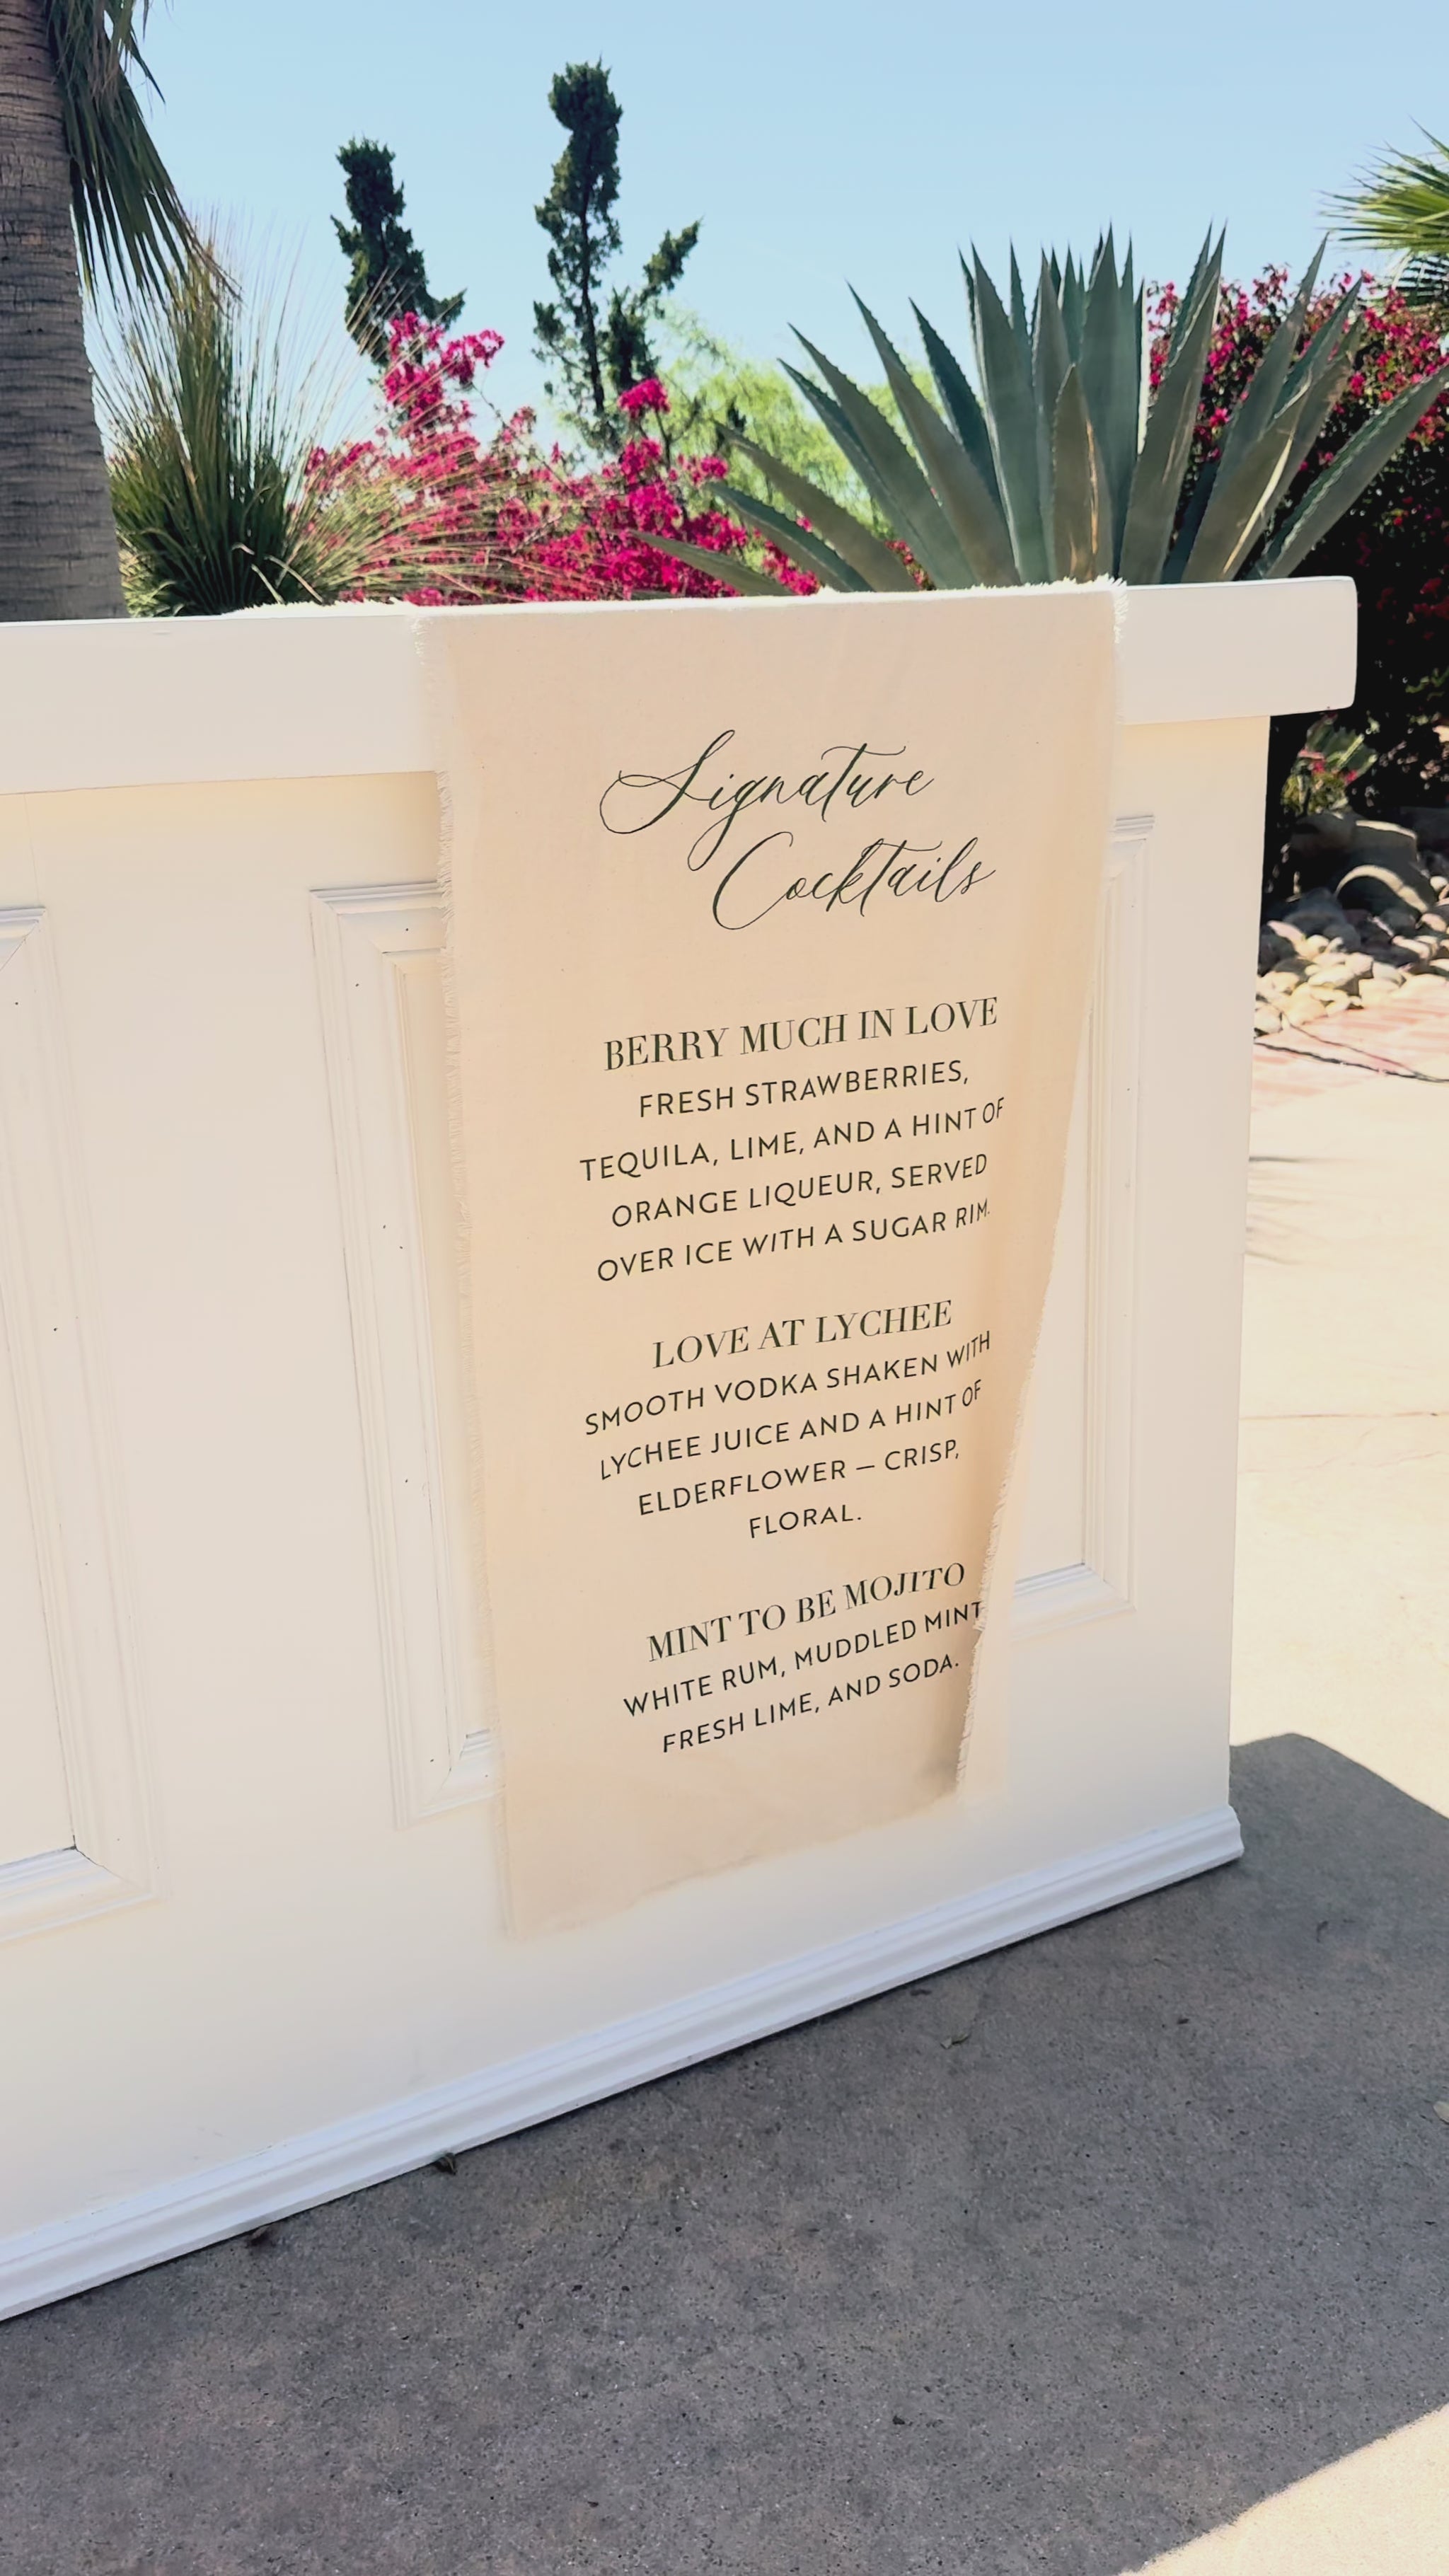 Signature
Cocktails
BERRY MUCH IN LOVE
FRESH STRAWBERRIES,
TEQUILA, LIME, AND A HINT OF
ORANGE LIQUEUR, SERVED
OVER ICE WITH A SUGAR RIM.
LOVE AT LYCHEE
SMOOTH VODKA SHAKEN WITH
LYCHEE JUICE AND A HINT OF
ELDERFLOWER – CRISP,
FLORAL.
MINT TO BE MOJITO
WHITE RUM, MUDDLED MINT
FRESH LIME, AND SODA.